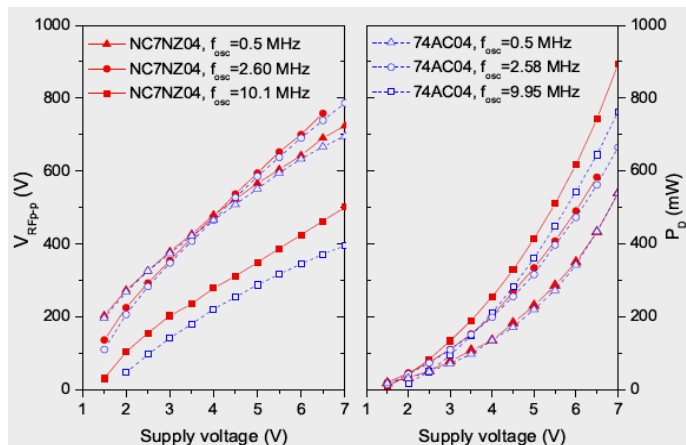 1000
800
600
400
200
0
V_RFp-p (V)
NC7NZ04, f_osc=0.5 MHz
NC7NZ04, f_osc=2.60 MHz
NC7NZ04, f_osc=10.1 MHz
1 2 3 4 5 6 7
Supply voltage (V)
74AC04, f_osc=0.5 MHz
74AC04, f_osc=2.58 MHz
74AC04, f_osc=9.95 MHz
1 2 3 4 5 6 7
Supply voltage (V)
1000
800
600
400
200
0
P_D (mW)